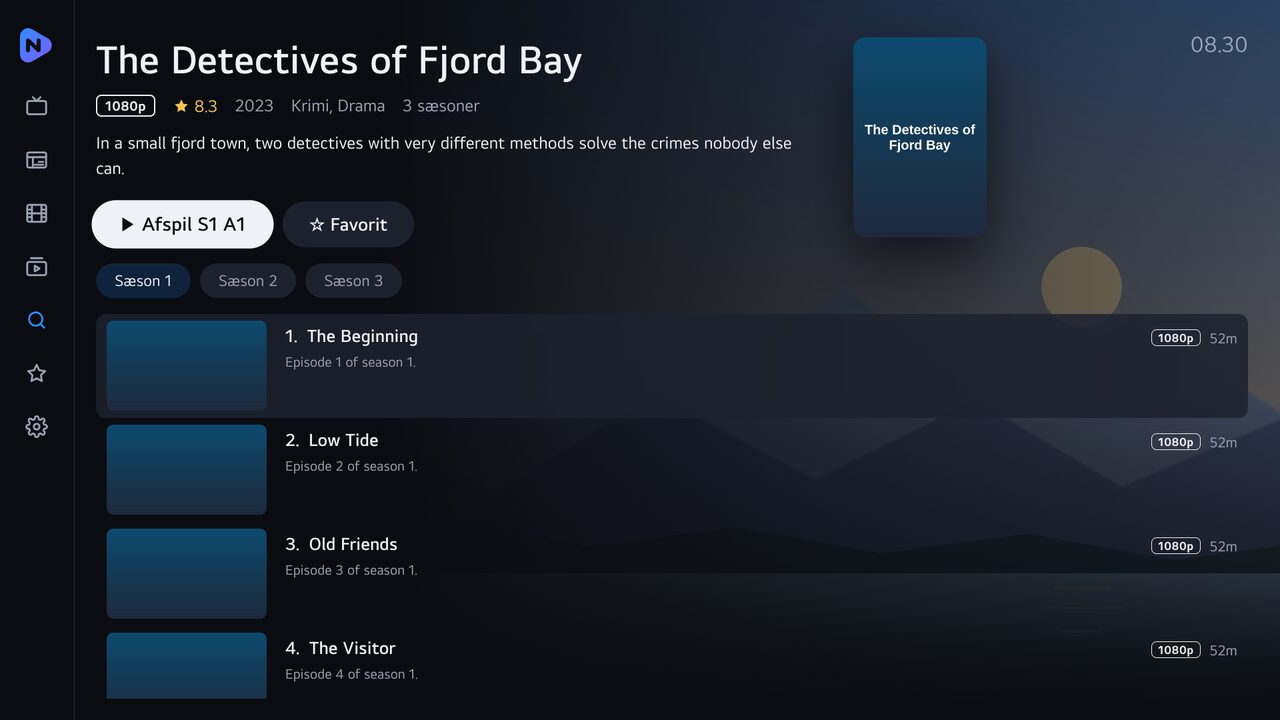 N
08.30
The Detectives of Fjord Bay
1080p ★ 8.3 2023 Krimi, Drama 3 sæsoner
In a small fjord town, two detectives with very different methods solve the crimes nobody else
can.
The Detectives of
Fjord Bay
▶ Afspil S1 A1 ☆ Favorit
Sæson 1 Sæson 2 Sæson 3
1. The Beginning 1080p 52m
Episode 1 of season 1.
2. Low Tide 1080p 52m
Episode 2 of season 1.
3. Old Friends 1080p 52m
Episode 3 of season 1.
4. The Visitor 1080p 52m
Episode 4 of season 1.